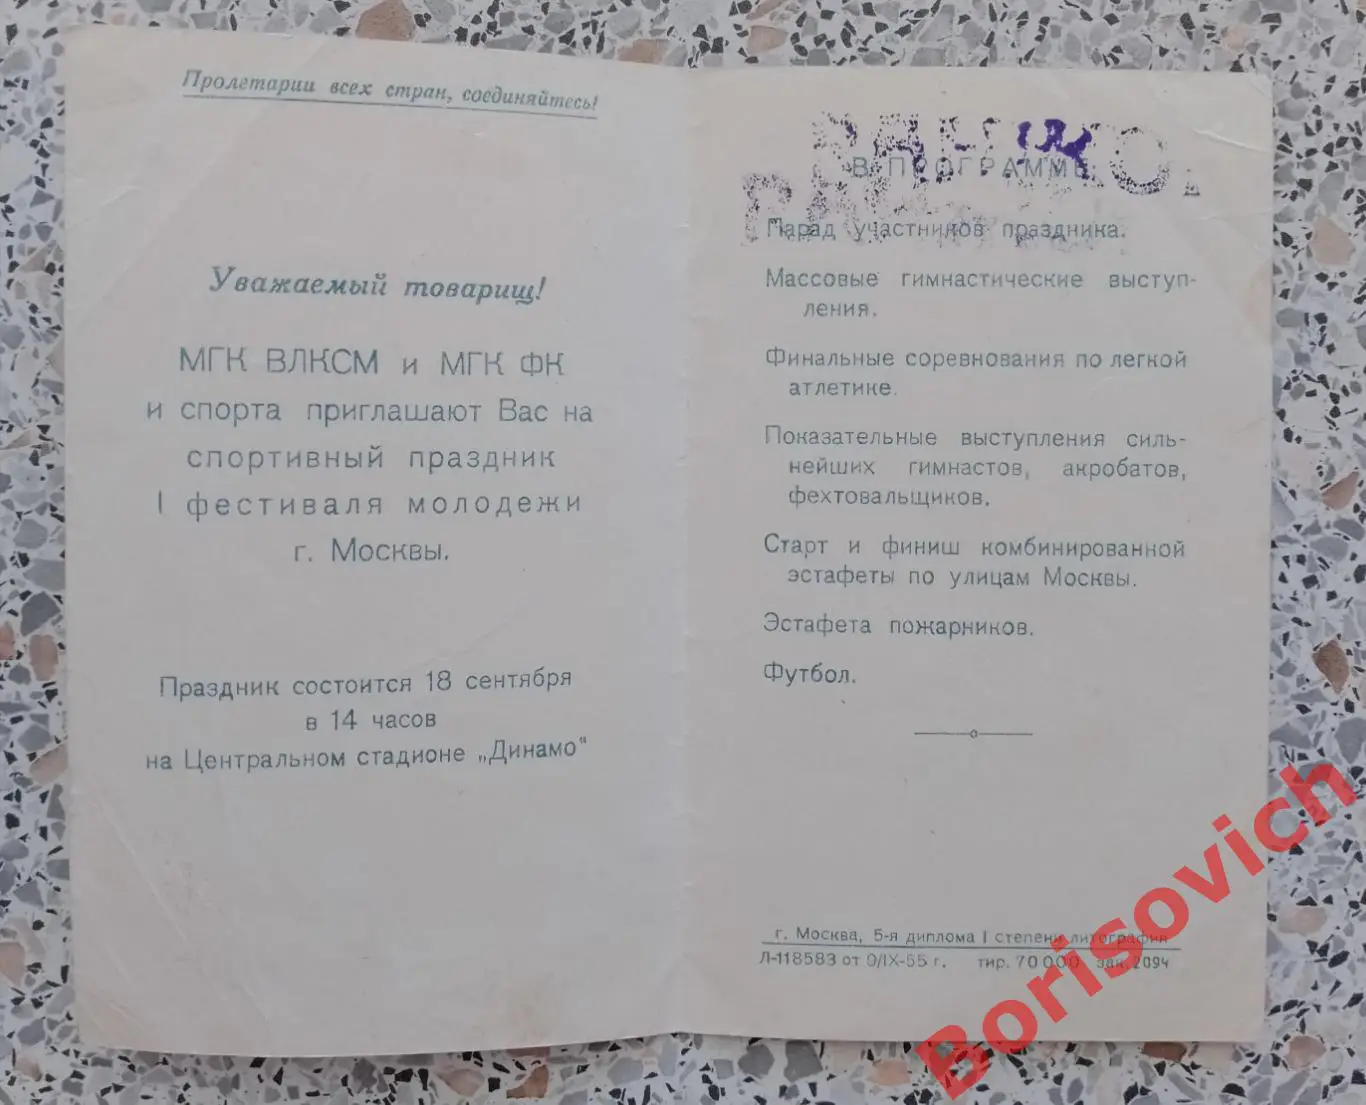 Пролетарии всех стран, соединяйтесь!
Уважаемый товарищ!
МГК ВЛКСМ и МГК ФК
и спорта приглашают Вас на
спортивный праздник
I фестиваля молодежи
г. Москвы.
Праздник состоится 18 сентября
в 14 часов
на Центральном стадионе „Динамо“
В ПРОГРАММЕ
Парад участников праздника.
Массовые гимнастические выступ-
ления.
Финальные соревнования по легкой
атлетике.
Показательные выступления силь-
нейших гимнастов, акробатов,
фехтовальщиков.
Старт и финиш комбинированной
эстафеты по улицам Москвы.
Эстафета пожарников.
Футбол.
г. Москва, 5-я диплома I степени литография
Л-118583 от 9/IX-55 г. тир. 70 000 зак. 2094
Borisovich